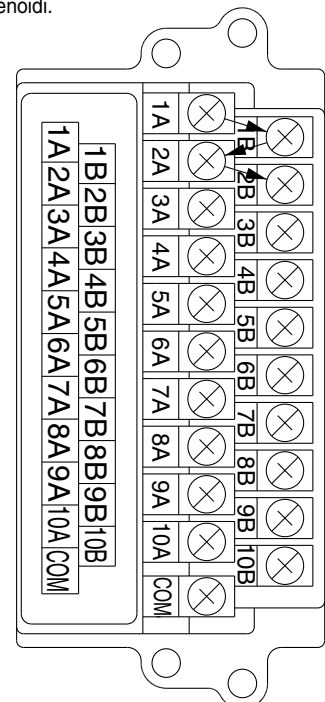 enoidi.
1A 2A 3A 4A 5A 6A 7A 8A 9A 10A COM
1B 2B 3B 4B 5B 6B 7B 8B 9B 10B
1A
2A
3A
4A
5A
6A
7A
8A
9A
10A
COM.
1B
2B
3B
4B
5B
6B
7B
8B
9B
10B